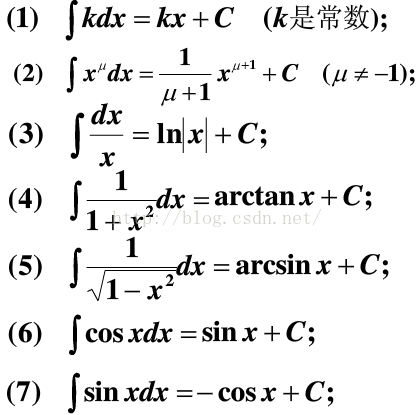 (1) ∫kdx = kx + C (k是常数);
(2) ∫x^μ dx = 1/(μ+1) x^(μ+1) + C (μ ≠ -1);
(3) ∫dx/x = ln|x| + C;
(4) ∫1/(1+x^2) dx = arctan x + C;
http://blog.csdn.net/
(5) ∫1/√(1-x^2) dx = arcsin x + C;
(6) ∫cos xdx = sin x + C;
(7) ∫sin xdx = -cos x + C;